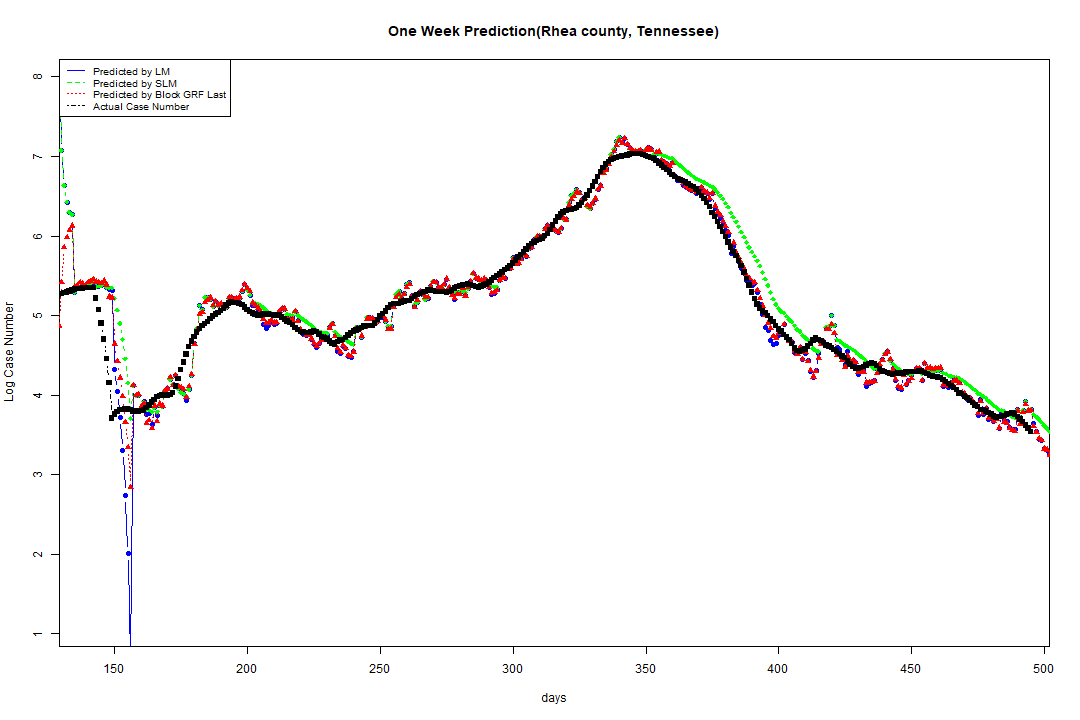 One Week Prediction(Rhea county, Tennessee)
Predicted by LM
Predicted by SLM
Predicted by Block GRF Last
Actual Case Number
8
7
6
5
4
3
2
1
Log Case Number
150 200 250 300 350 400 450 500
days